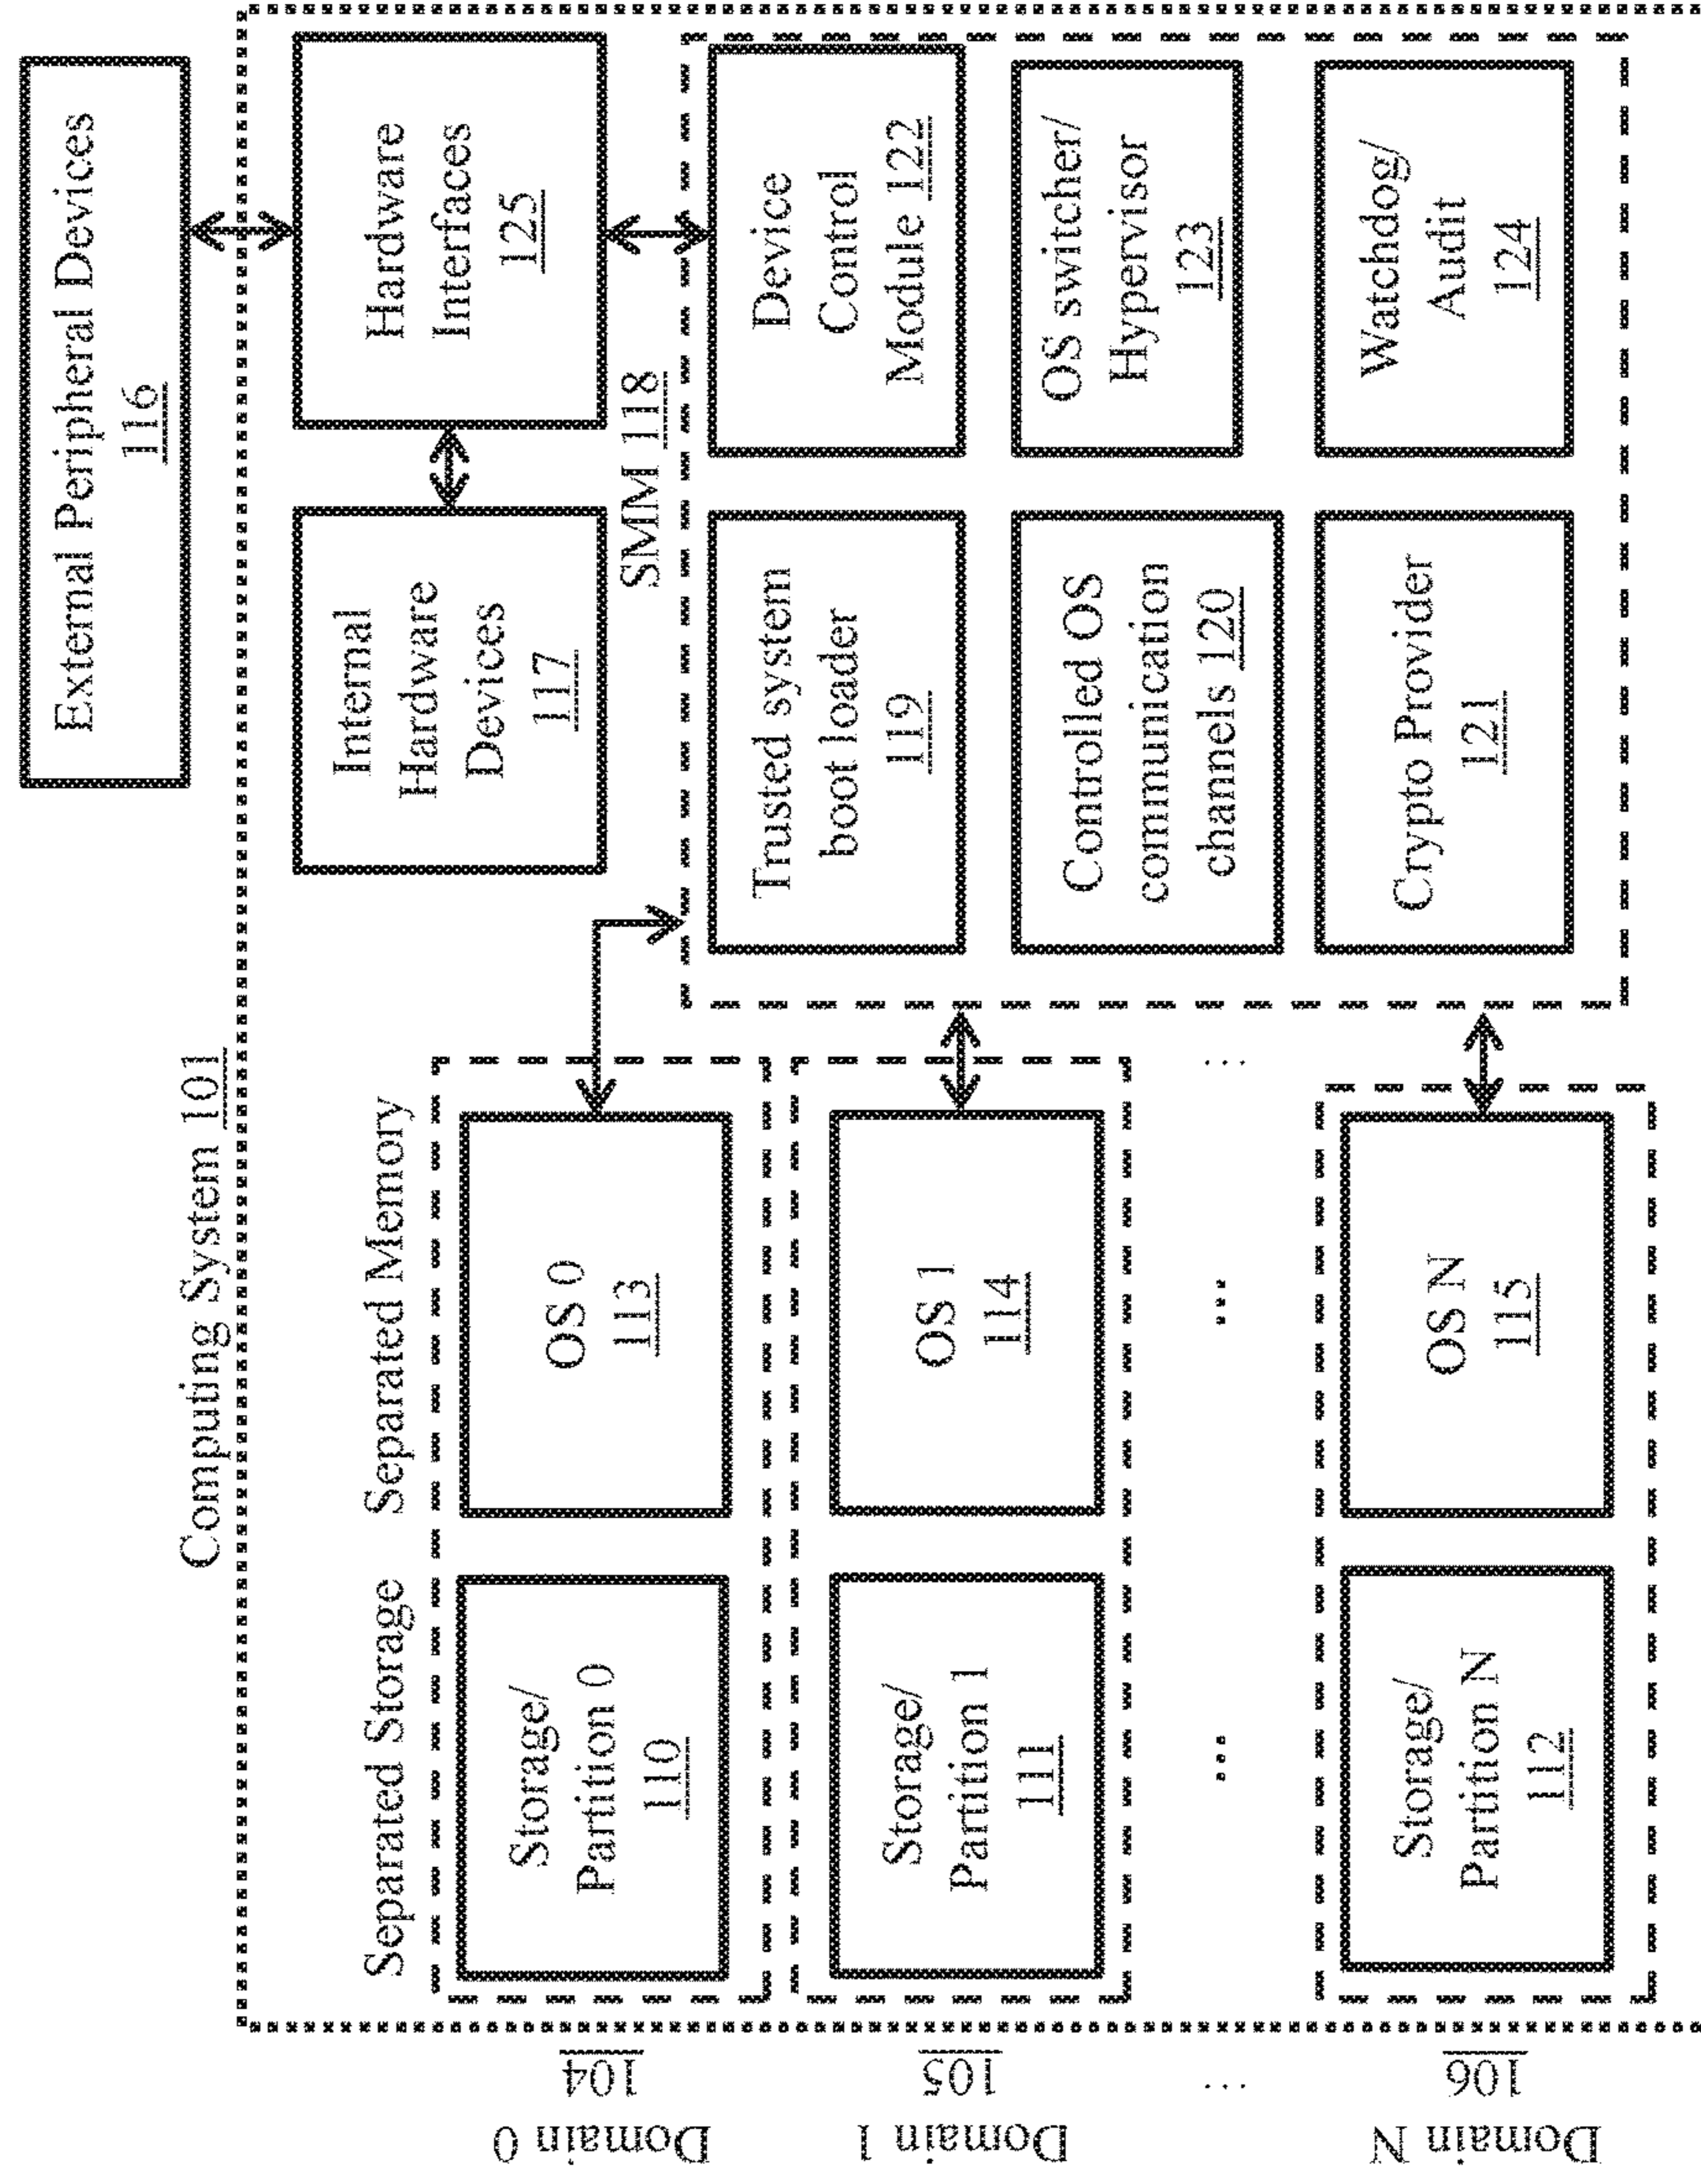 External Peripheral Devices
116
Computing System 101
Separated Storage
Separated Memory
Internal
Hardware
Devices
117
Hardware
Interfaces
125
SMM 118
Domain 0
104
Storage/
Partition 0
110
OS 0
113
Trusted system
boot loader
119
Device
Control
Module 122
Domain 1
105
Storage/
Partition 1
111
OS 1
114
Controlled OS
communication
channels 120
OS switcher/
Hypervisor
123
...
...
...
...
Domain N
106
Storage/
Partition N
112
OS N
115
Crypto Provider
121
Watchdog/
Audit
124